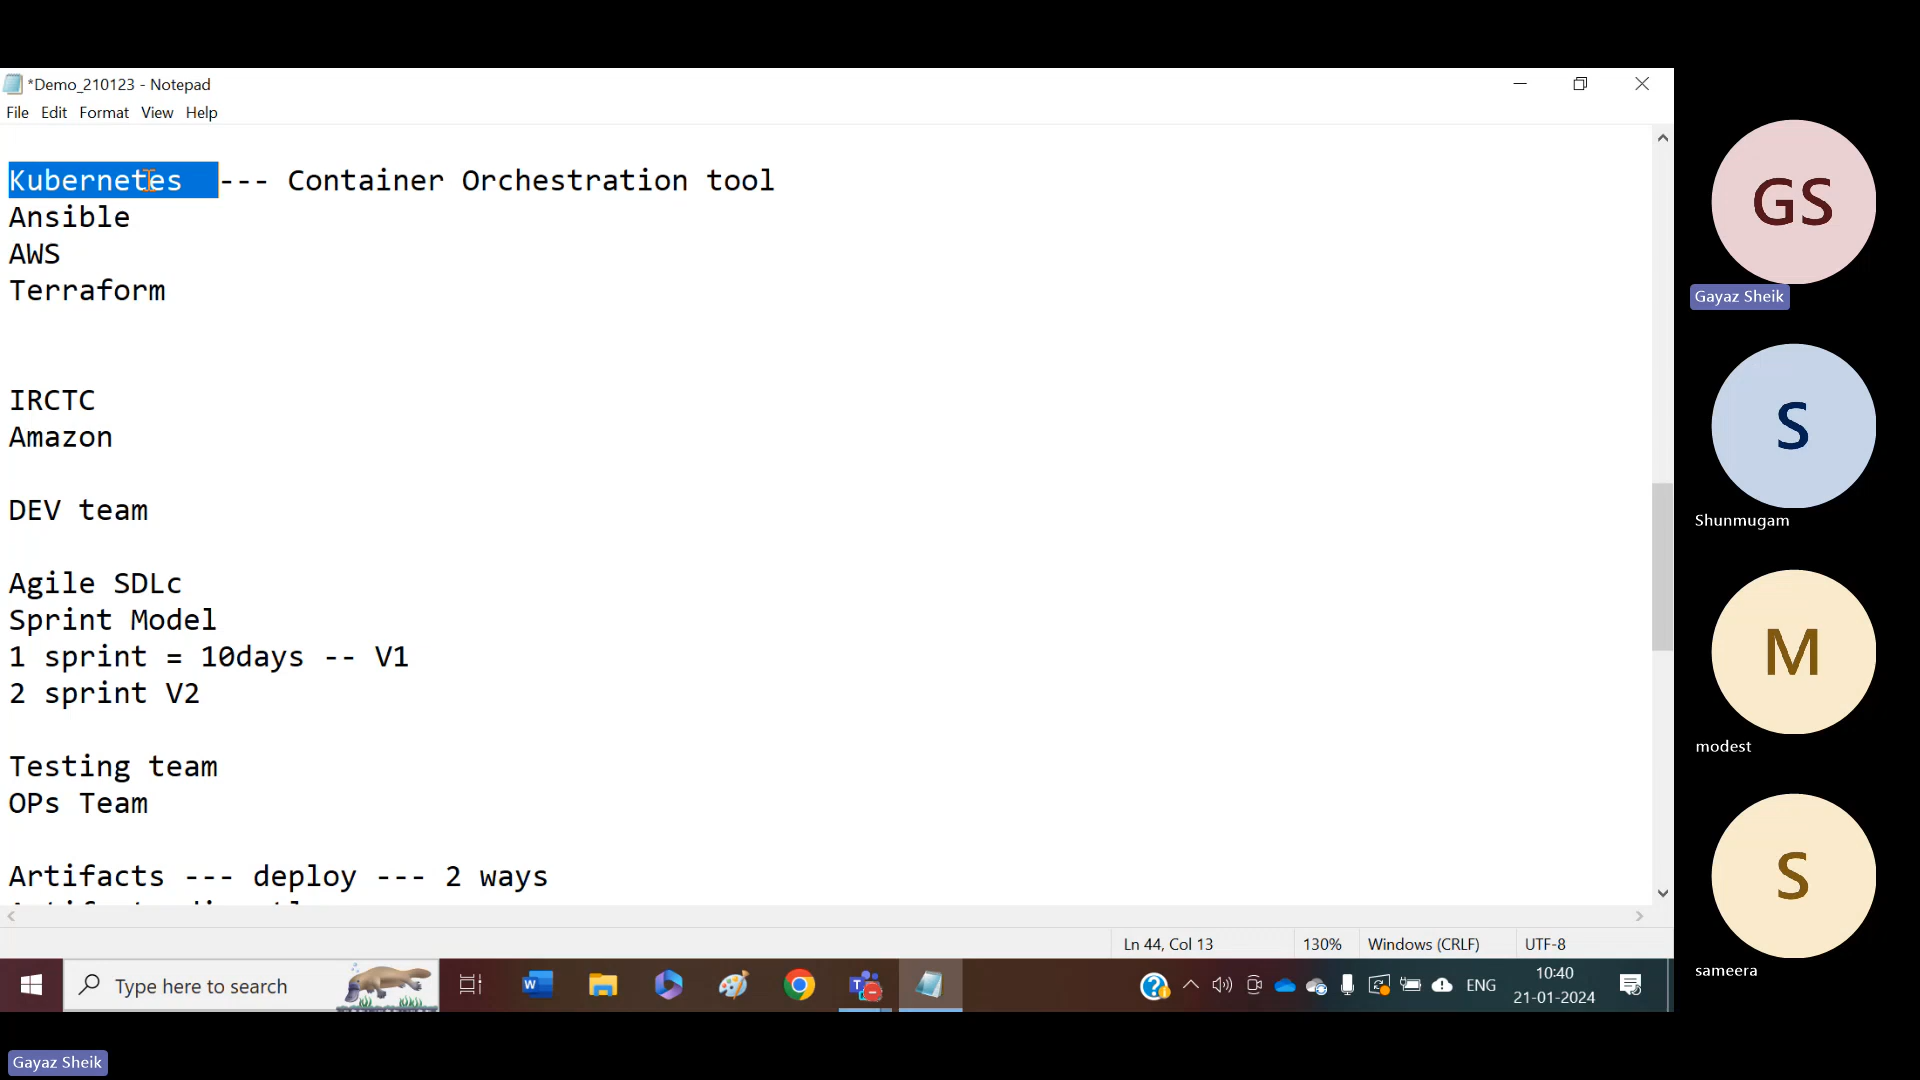 *Demo_210123 - Notepad
File Edit Format View Help
Kubernetes --- Container Orchestration tool
Ansible
AWS
Terraform
IRCTC
Amazon
DEV team
Agile SDLc
Sprint Model
1 sprint = 10days -- V1
2 sprint V2
Testing team
OPs Team
Artifacts --- deploy --- 2 ways
Ln 44, Col 13 130% Windows (CRLF) UTF-8
Type here to search
ENG
10:40
21-01-2024
GS
Gayaz Sheik
S
Shunmugam
M
modest
S
sameera
Gayaz Sheik